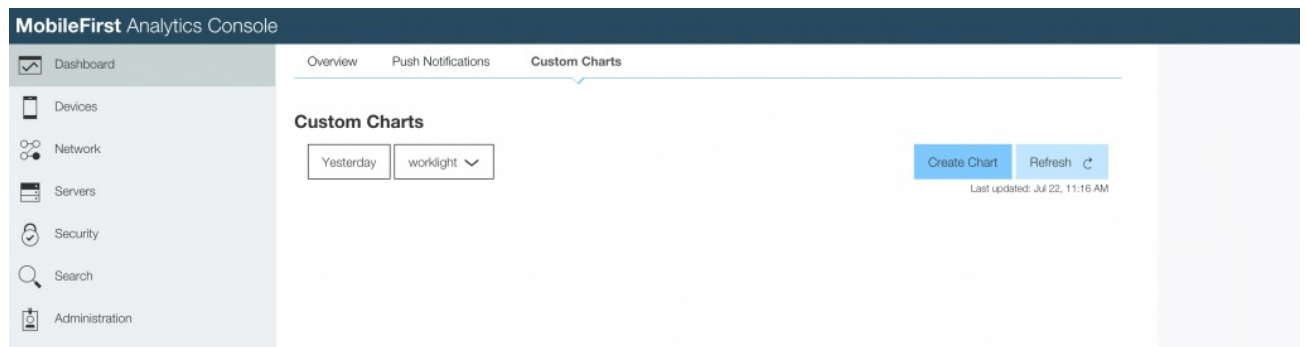 MobileFirst Analytics Console
Dashboard
Devices
Network
Servers
Security
Search
Administration
Overview Push Notifications Custom Charts
Custom Charts
Yesterday worklight Create Chart Refresh
Last updated: Jul 22, 11:16 AM